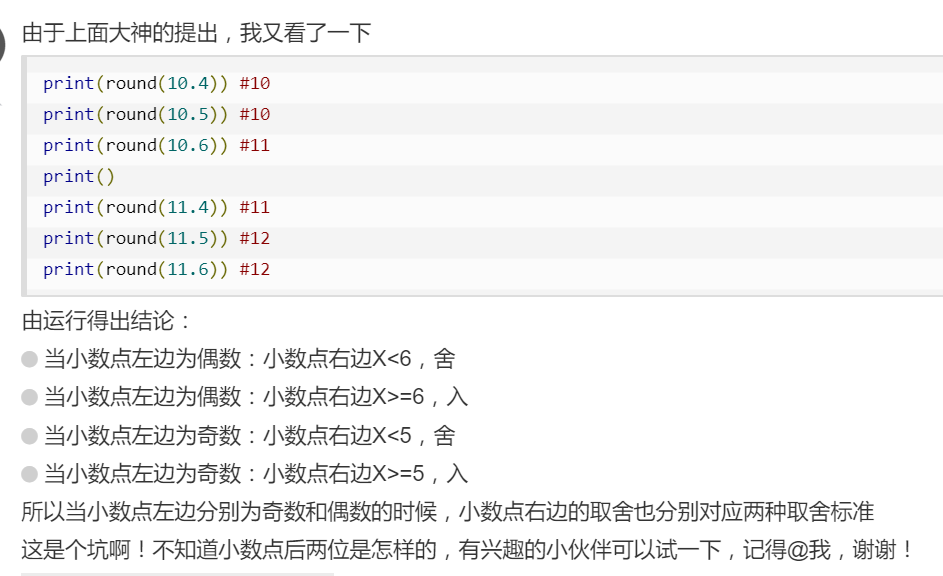 由于上面大神的提出，我又看了一下
print(round(10.4)) #10
print(round(10.5)) #10
print(round(10.6)) #11
print()
print(round(11.4)) #11
print(round(11.5)) #12
print(round(11.6)) #12
由运行得出结论：
当小数点左边为偶数：小数点右边X<6，舍
当小数点左边为偶数：小数点右边X>=6，入
当小数点左边为奇数：小数点右边X<5，舍
当小数点左边为奇数：小数点右边X>=5，入
所以当小数点左边分别为奇数和偶数的时候，小数点右边的取舍也分别对应两种取舍标准
这是个坑啊！不知道小数点后两位是怎样的，有兴趣的小伙伴可以试一下，记得@我，谢谢！